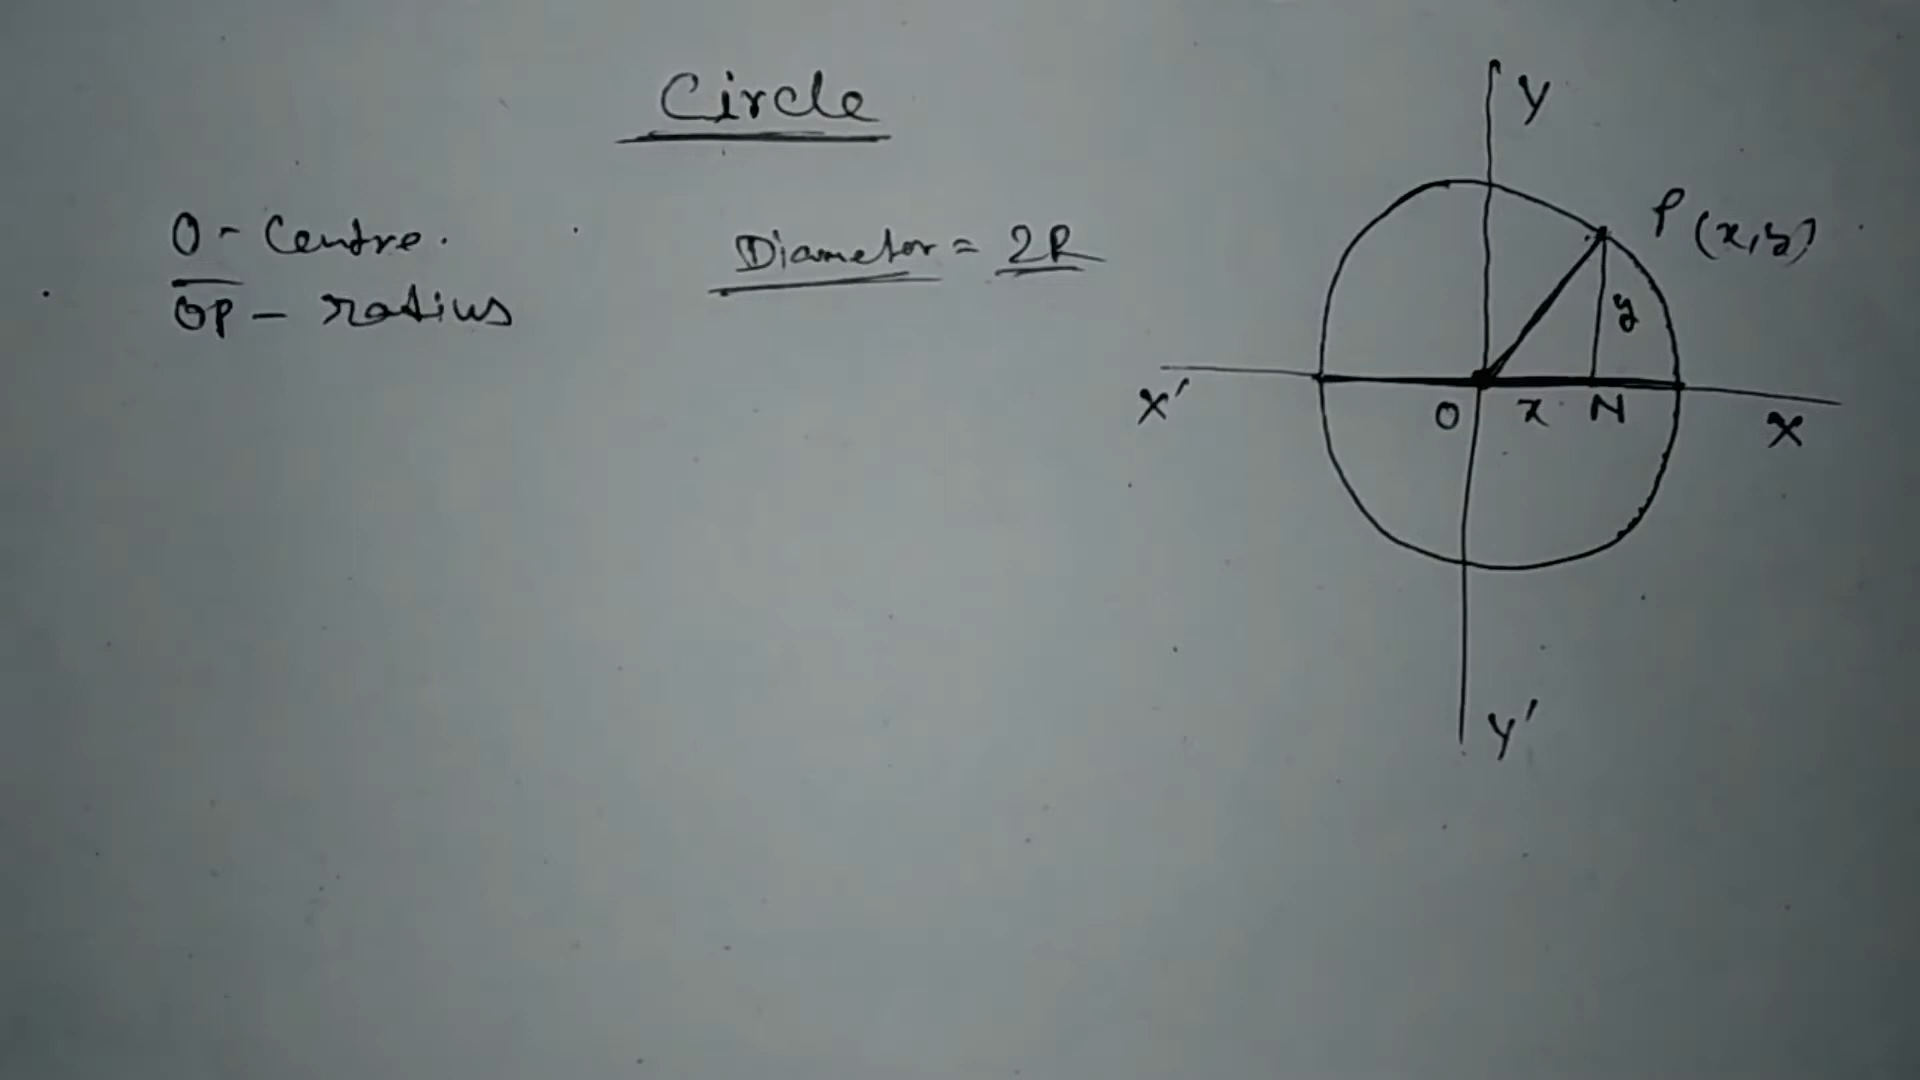 Circle
O - Centre.
OP - radius
Diameter = 2R
Y
P (x,y)
y
X'
O x N
X
Y'